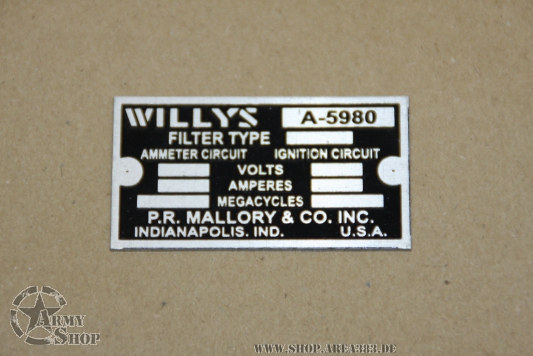 WILLYS A-5980
FILTER TYPE
AMMETER CIRCUIT IGNITION CIRCUIT
VOLTS
AMPERES
MEGACYCLES
P.R. MALLORY & CO. INC.
INDIANAPOLIS. IND. U.S.A.
ARMY
SHOP
WWW.SHOP.AREA383.DE